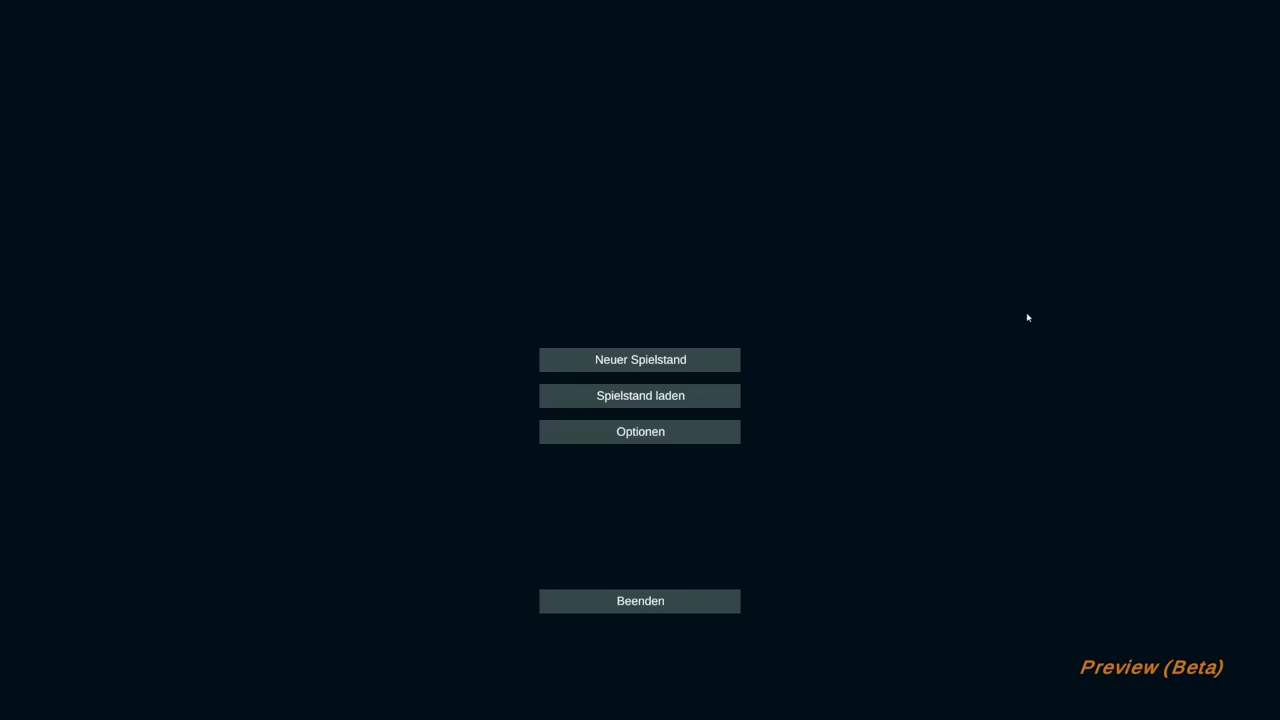 Neuer Spielstand
Spielstand laden
Optionen
Beenden
Preview (Beta)